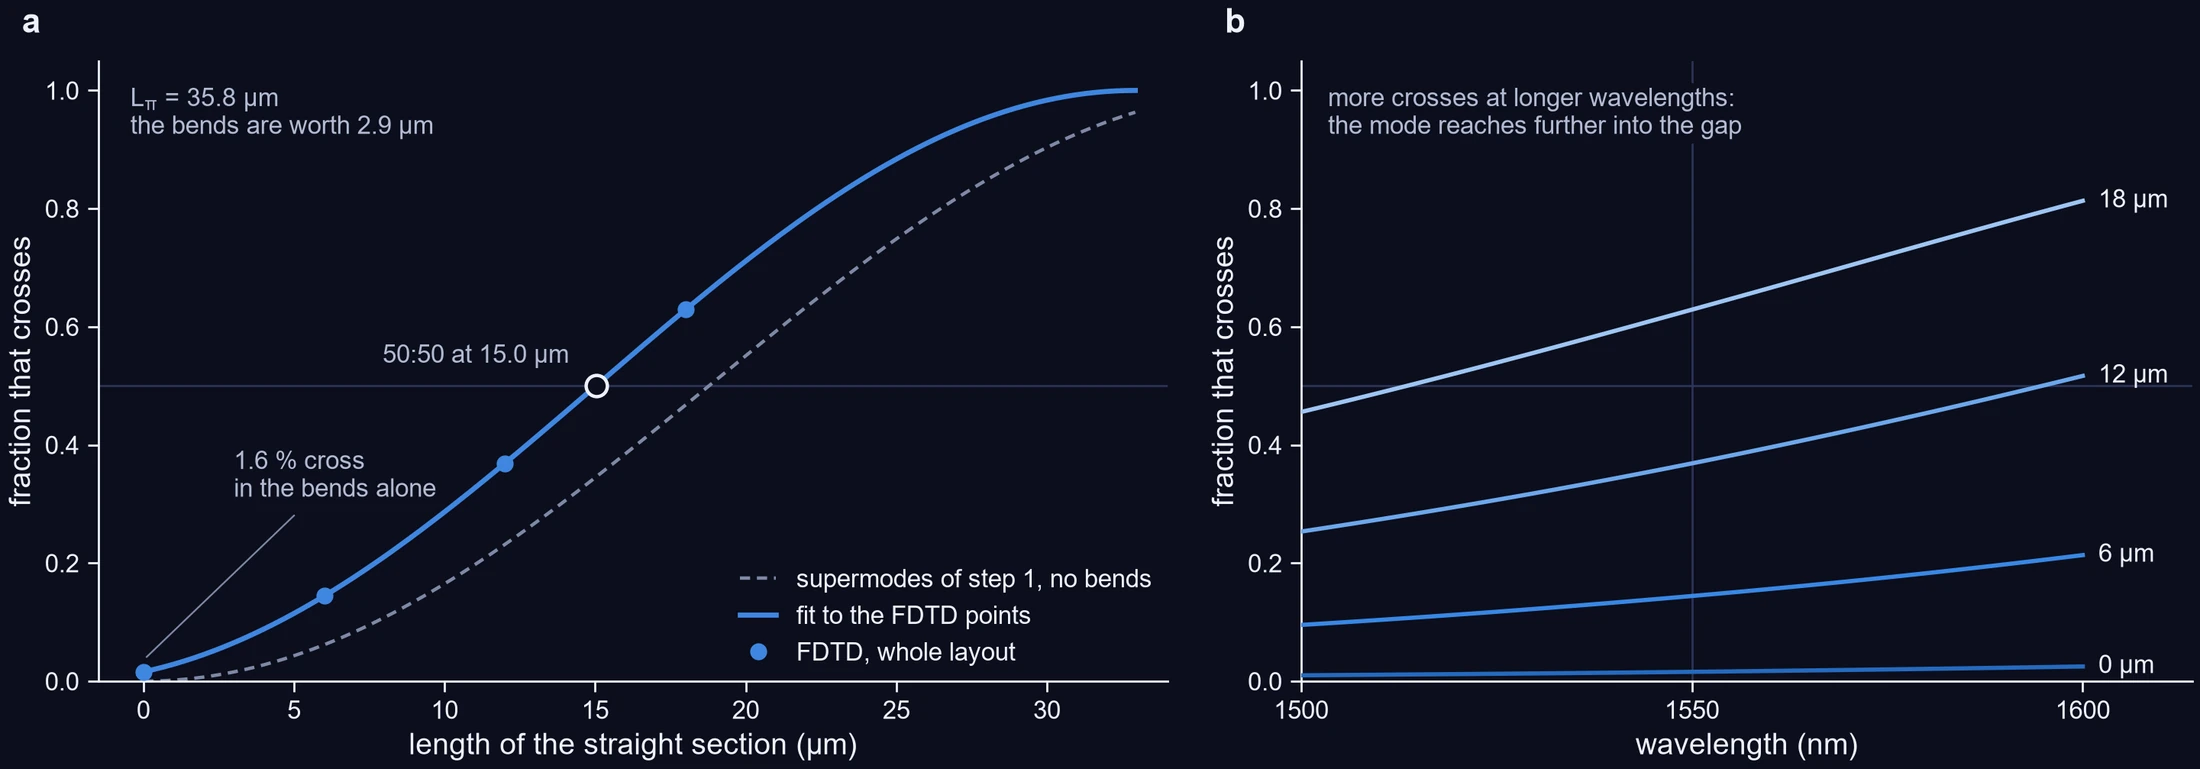 a
L_π = 35.8 µm
the bends are worth 2.9 µm
50:50 at 15.0 µm
1.6 % cross
in the bends alone
supermodes of step 1, no bends
fit to the FDTD points
FDTD, whole layout
fraction that crosses
1.0
0.8
0.6
0.4
0.2
0.0
0 5 10 15 20 25 30
length of the straight section (µm)
b
more crosses at longer wavelengths:
the mode reaches further into the gap
18 µm
12 µm
6 µm
0 µm
fraction that crosses
1.0
0.8
0.6
0.4
0.2
0.0
1500 1550 1600
wavelength (nm)